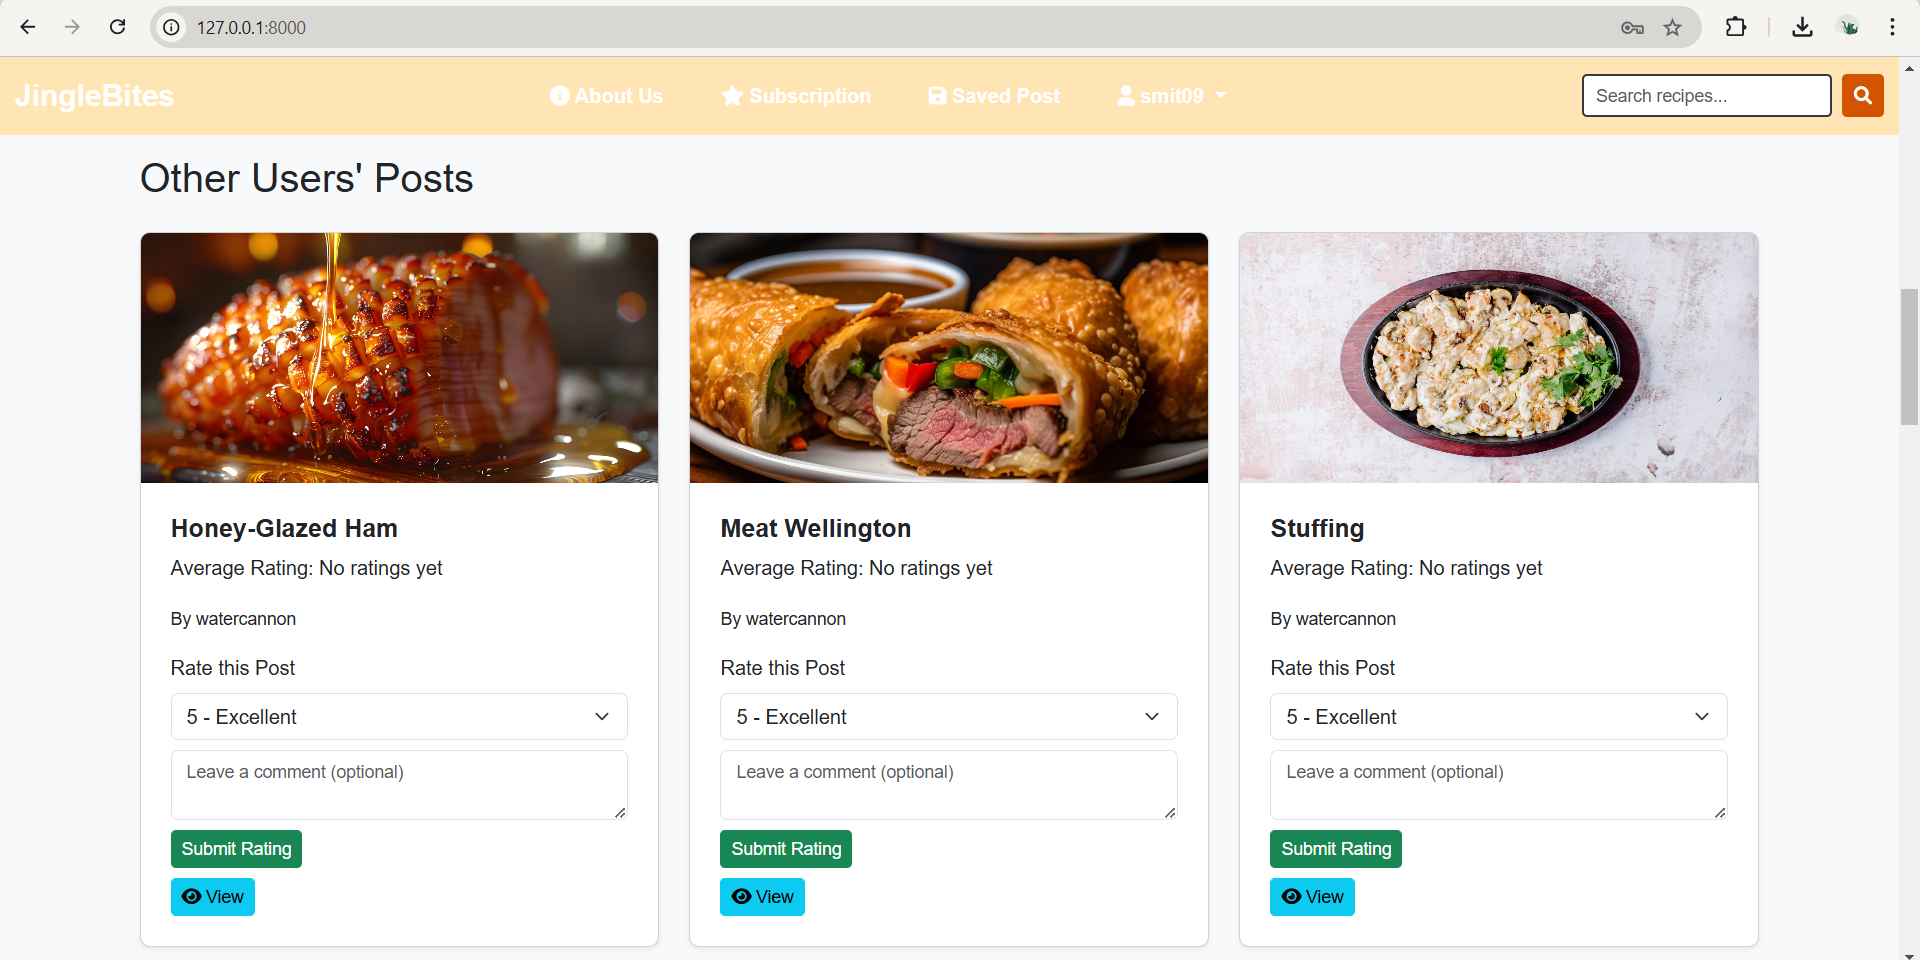 127.0.0.1:8000
JingleBites
About Us
Subscription
Saved Post
smit09
Search recipes...
Other Users' Posts
Honey-Glazed Ham
Average Rating: No ratings yet
By watercannon
Rate this Post
5 - Excellent
Leave a comment (optional)
Submit Rating
View
Meat Wellington
Average Rating: No ratings yet
By watercannon
Rate this Post
5 - Excellent
Leave a comment (optional)
Submit Rating
View
Stuffing
Average Rating: No ratings yet
By watercannon
Rate this Post
5 - Excellent
Leave a comment (optional)
Submit Rating
View